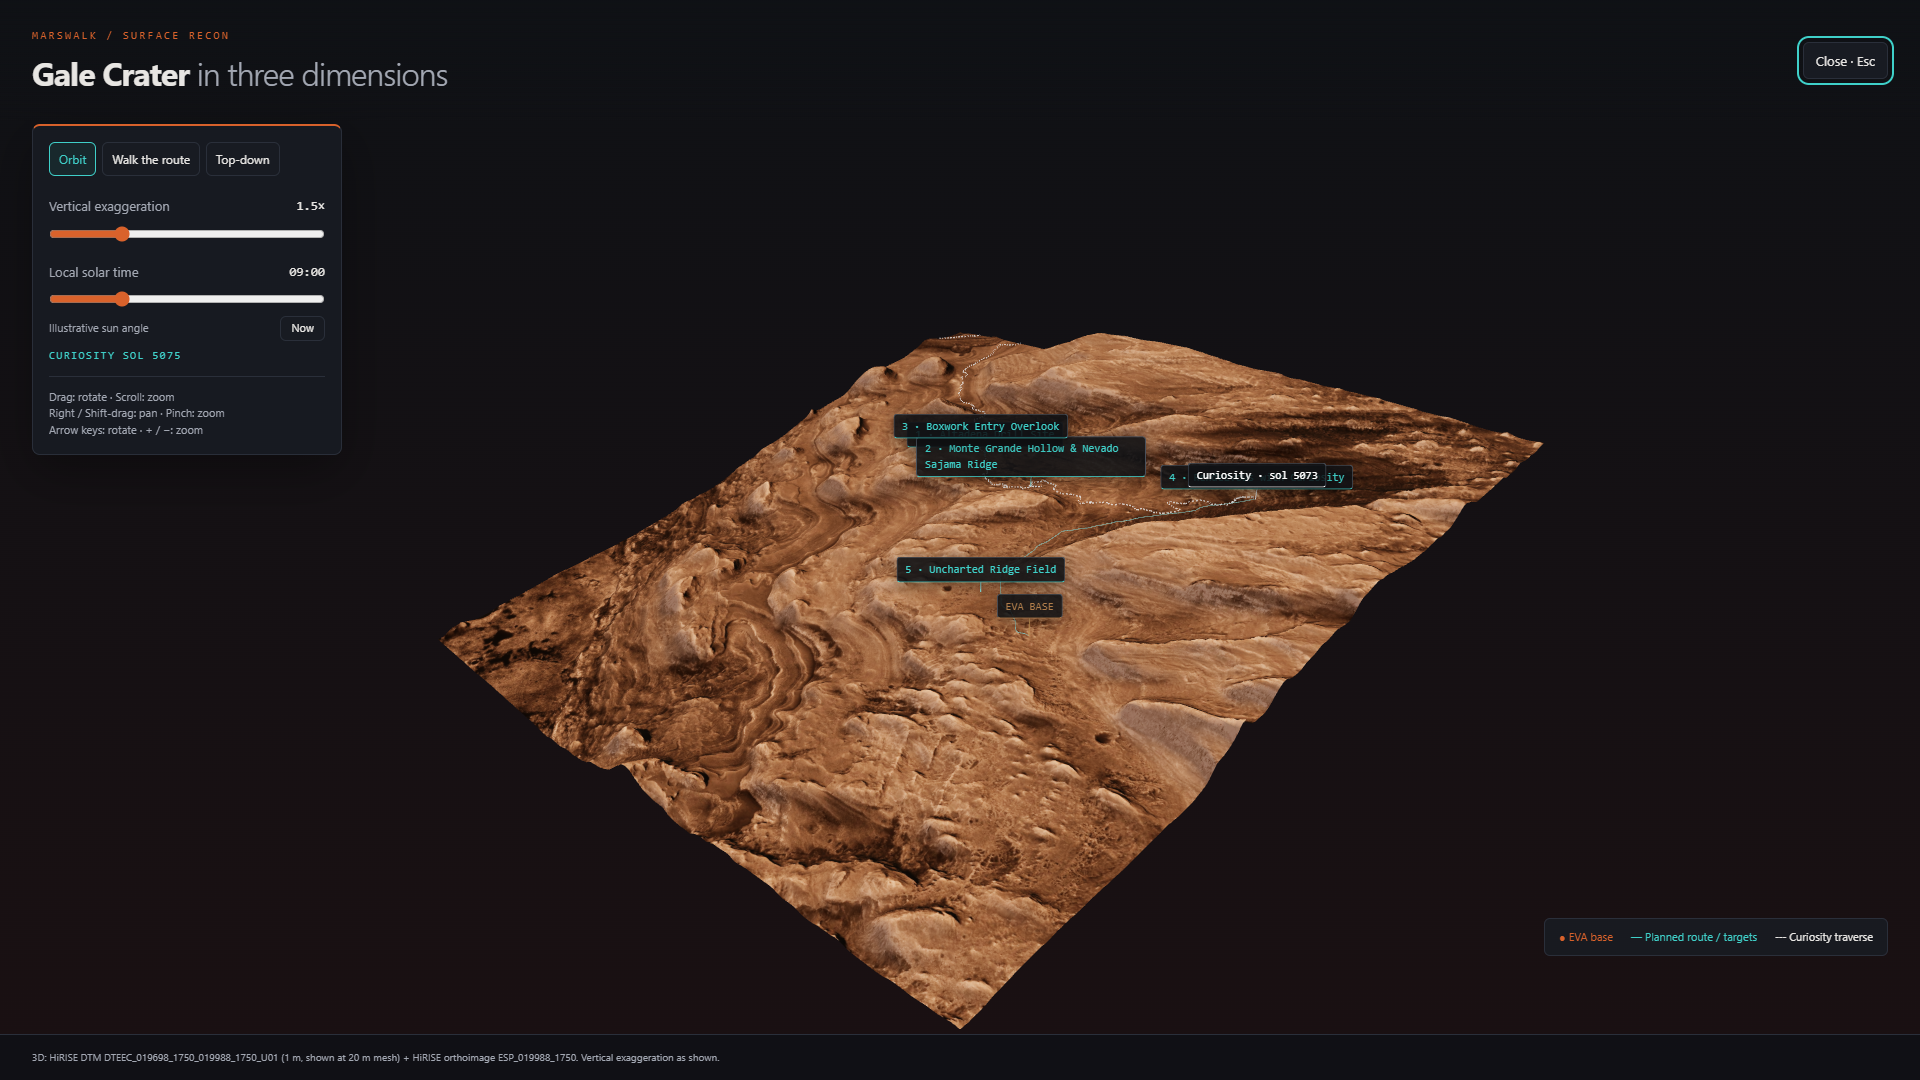 MARSWALK / SURFACE RECON
Gale Crater in three dimensions
Close · Esc
Orbit
Walk the route
Top-down
Vertical exaggeration
1.5x
Local solar time
09:00
Illustrative sun angle
Now
CURIOSITY SOL 5075
Drag: rotate · Scroll: zoom
Right / Shift-drag: pan · Pinch: zoom
Arrow keys: rotate · + / −: zoom
3 · Boxwork Entry Overlook
2 · Monte Grande Hollow & Nevado
Sajama Ridge
4 ·
Curiosity · sol 5073
5 · Uncharted Ridge Field
EVA BASE
● EVA base
— Planned route / targets
--- Curiosity traverse
3D: HiRISE DTM DTEEC_019698_1750_019988_1750_U01 (1 m, shown at 20 m mesh) + HiRISE orthoimage ESP_019988_1750. Vertical exaggeration as shown.